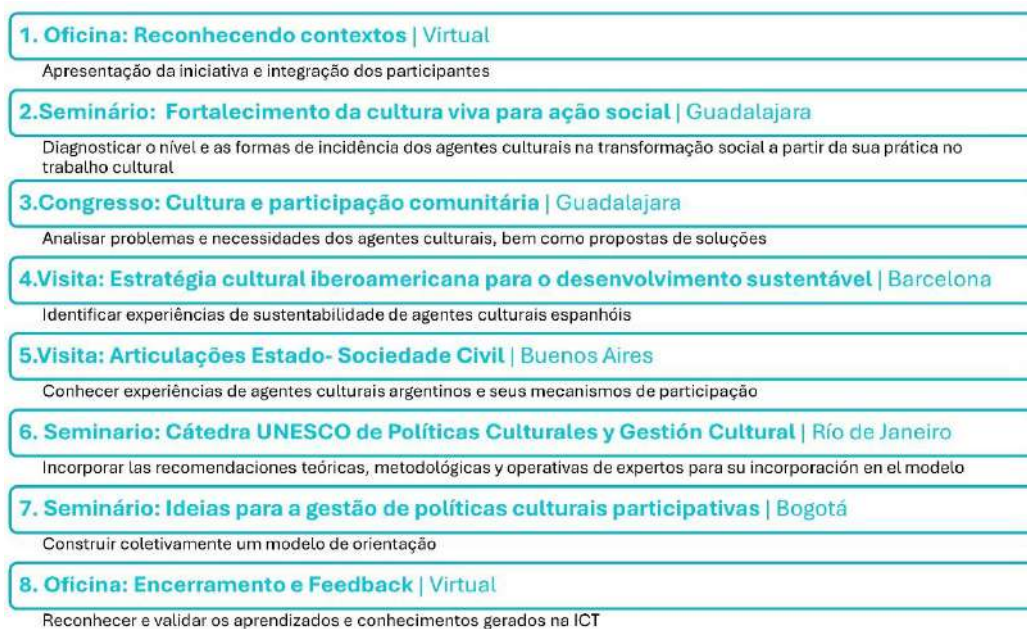 1. Oficina: Reconhecendo contextos | Virtual
Apresentação da iniciativa e integração dos participantes
2.Seminário: Fortalecimento da cultura viva para ação social | Guadalajara
Diagnosticar o nível e as formas de incidência dos agentes culturais na transformação social a partir da sua prática no
trabalho cultural
3.Congresso: Cultura e participação comunitária | Guadalajara
Analisar problemas e necessidades dos agentes culturais, bem como propostas de soluções
4.Visita: Estratégia cultural iberoamericana para o desenvolvimento sustentável | Barcelona
Identificar experiências de sustentabilidade de agentes culturais espanhóis
5.Visita: Articulações Estado- Sociedade Civil | Buenos Aires
Conhecer experiências de agentes culturais argentinos e seus mecanismos de participação
6. Seminario: Cátedra UNESCO de Políticas Culturales y Gestión Cultural | Río de Janeiro
Incorporar las recomendaciones teóricas, metodológicas y operativas de expertos para su incorporación en el modelo
7. Seminário: Ideias para a gestão de políticas culturais participativas | Bogotá
Construir coletivamente um modelo de orientação
8. Oficina: Encerramento e Feedback | Virtual
Reconhecer e validar os aprendizados e conhecimentos gerados na ICT